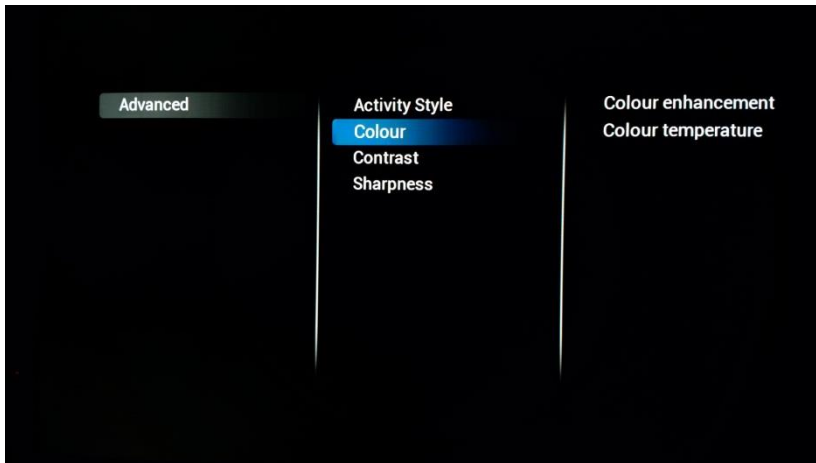 Advanced
Activity Style
Colour
Contrast
Sharpness
Colour enhancement
Colour temperature